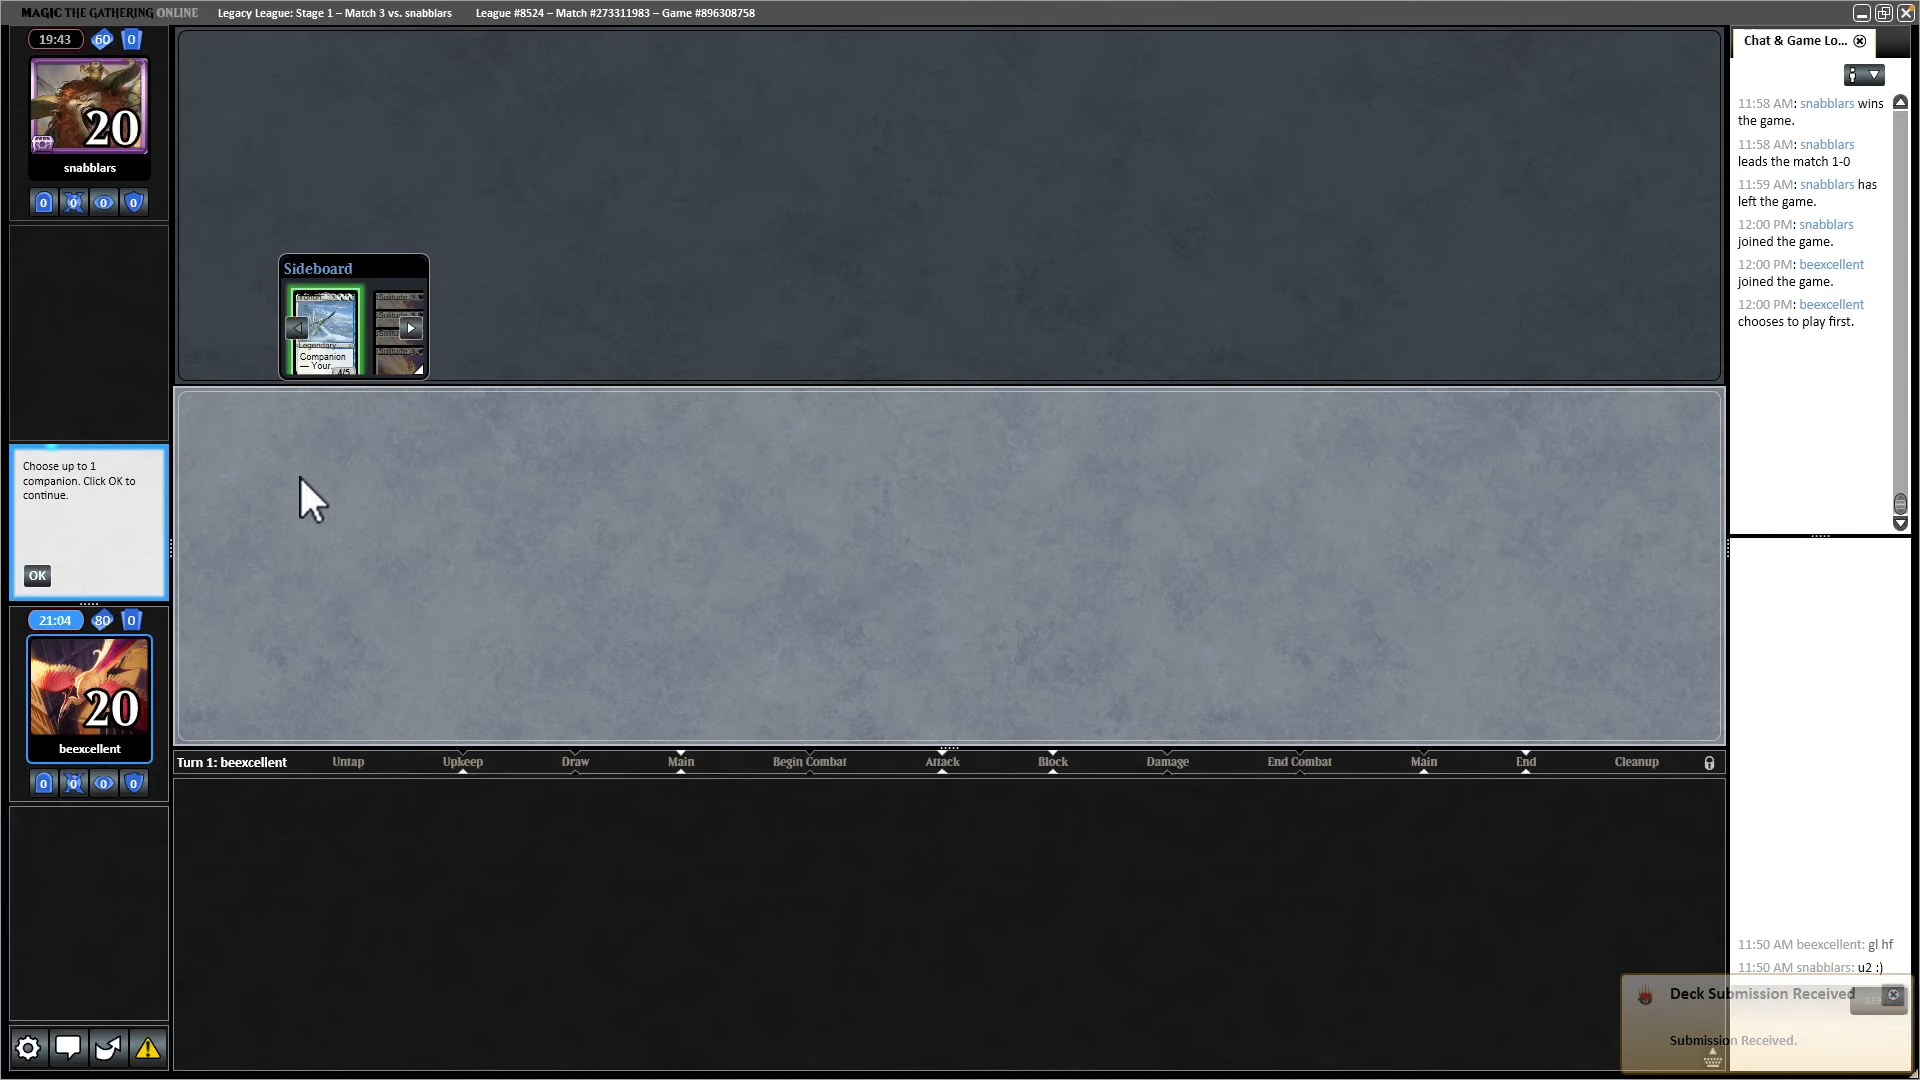 MAGIC THE GATHERING ONLINE
Legacy League: Stage 1 – Match 3 vs. snabblars
League #8524 – Match #273311983 – Game #896308758
19:43
60
0
20
snabblars
0
0
0
0
Sideboard
Legendary
Companion
— Your
4/5
Solitude
Solitude
Solitude
Choose up to 1
companion. Click OK to
continue.
OK
21:04
80
0
20
beexcellent
0
0
0
0
Turn 1: beexcellent
Untap
Upkeep
Draw
Main
Begin Combat
Attack
Block
Damage
End Combat
Main
End
Cleanup
Chat & Game Lo...
11:58 AM: snabblars wins
the game.
11:58 AM: snabblars
leads the match 1-0
11:59 AM: snabblars has
left the game.
12:00 PM: snabblars
joined the game.
12:00 PM: beexcellent
joined the game.
12:00 PM: beexcellent
chooses to play first.
11:50 AM beexcellent: gl hf
11:50 AM snabblars: u2 :)
Deck Submission Received
Submission Received.